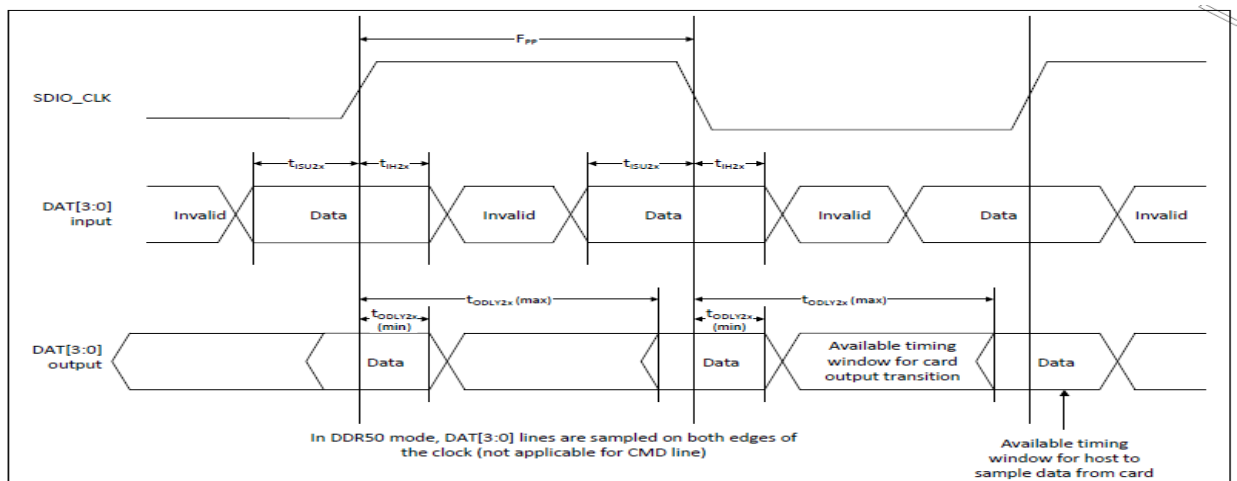 Fpp
SDIO_CLK
tISU2x tIH2x tISU2x tIH2x
DAT[3:0]
input
Invalid Data Invalid Data Invalid Data Invalid
tODLY2x (max) tODLY2x (max)
tODLY2x
(min)
tODLY2x
(min)
DAT[3:0]
output
Data Data
Available timing
window for card
output transition
Data
In DDR50 mode, DAT[3:0] lines are sampled on both edges of
the clock (not applicable for CMD line)
Available timing
window for host to
sample data from card